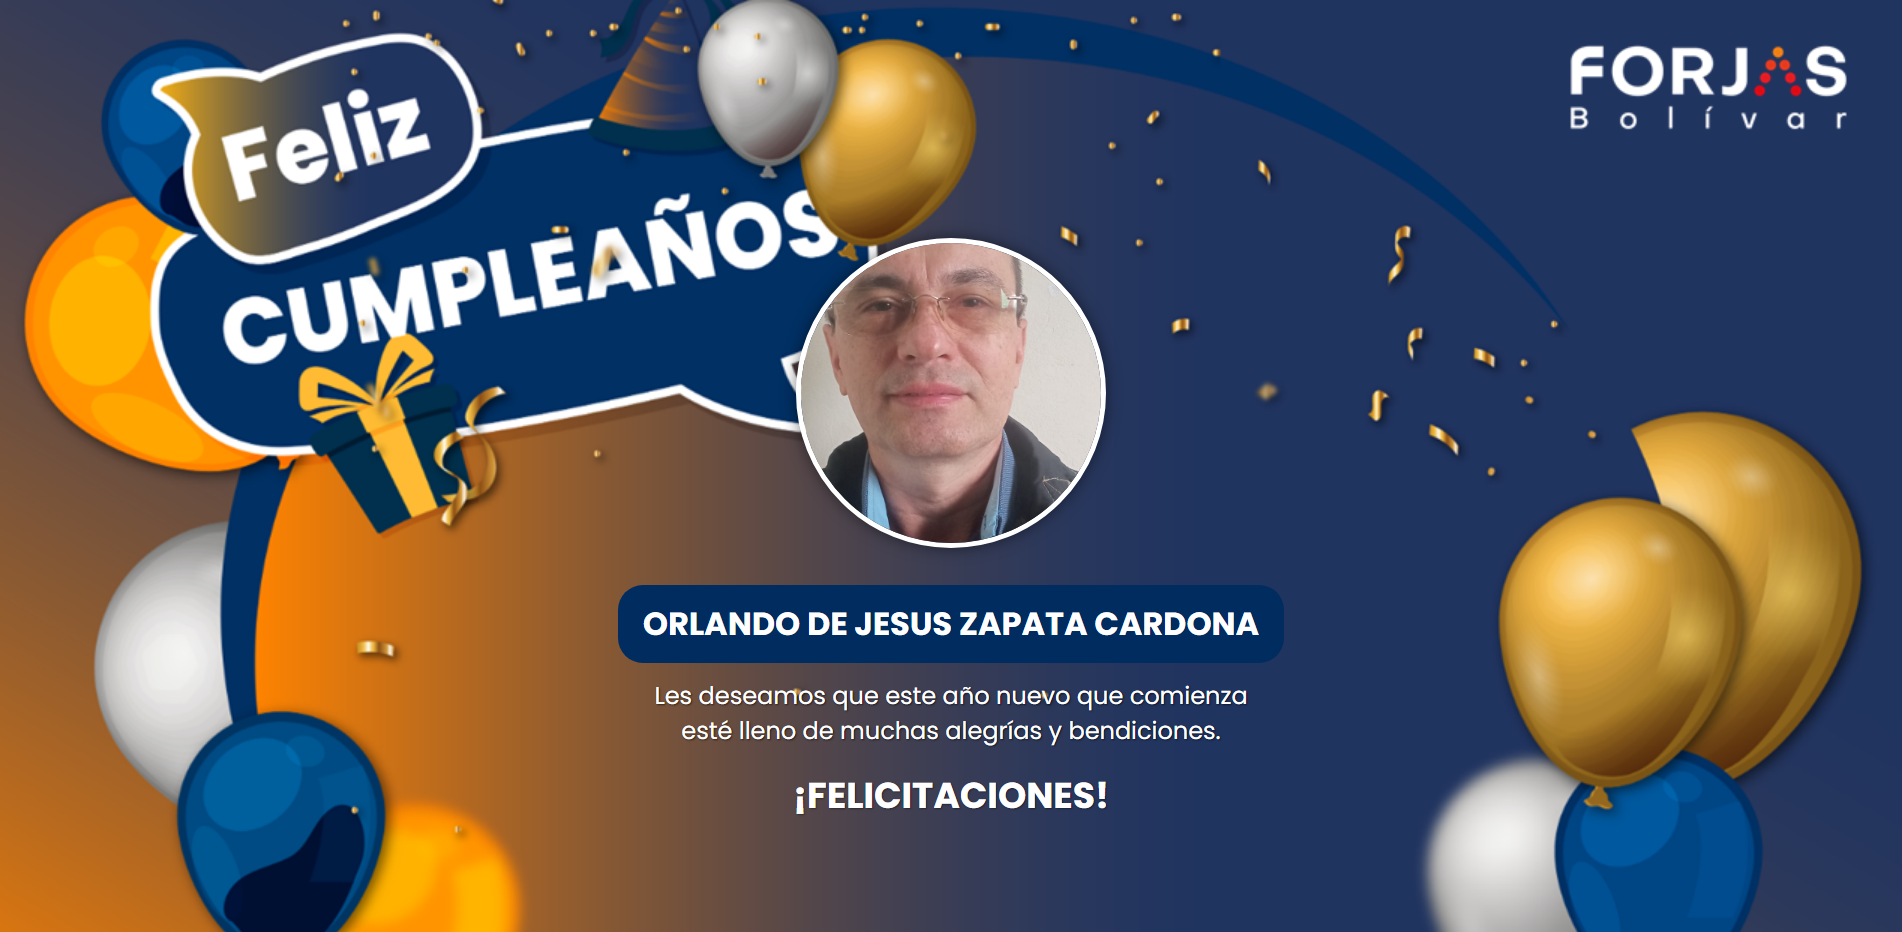 Feliz
CUMPLEAÑOS
FORJAS
Bolívar
ORLANDO DE JESUS ZAPATA CARDONA
Les deseamos que este año nuevo que comienza
esté lleno de muchas alegrías y bendiciones.
¡FELICITACIONES!